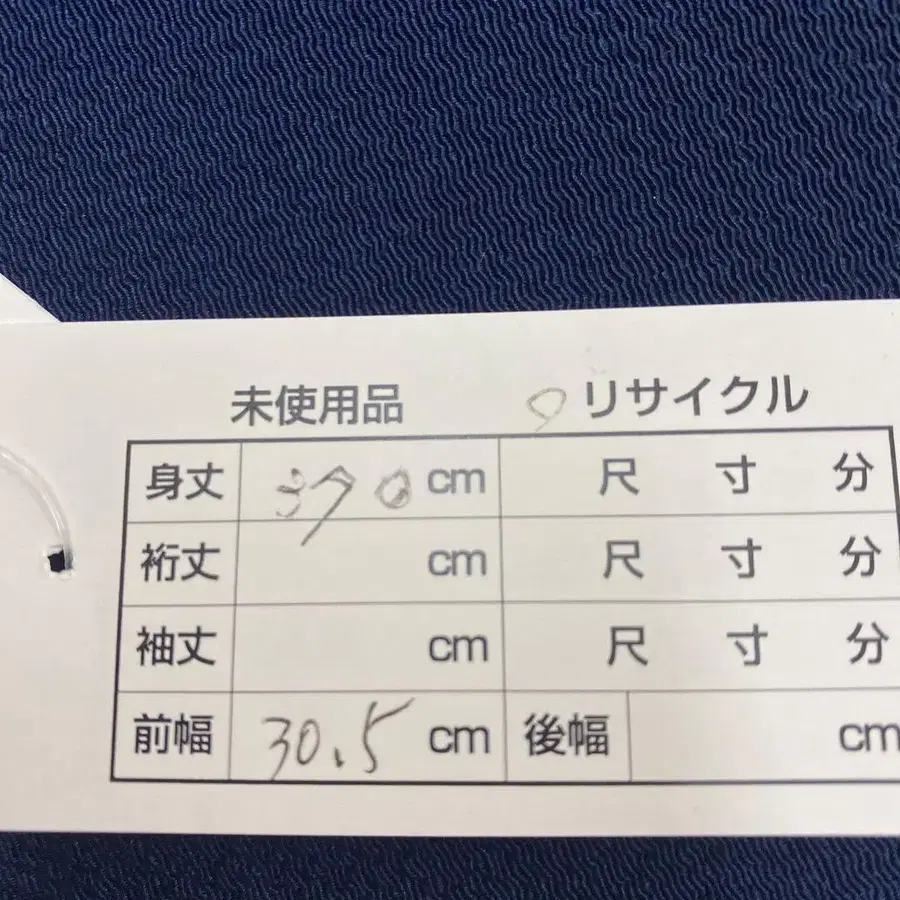 未使用品 ○リサイクル
身丈 370 cm 尺 寸 分
裄丈 cm 尺 寸 分
袖丈 cm 尺 寸 分
前幅 30.5 cm 後幅 cm